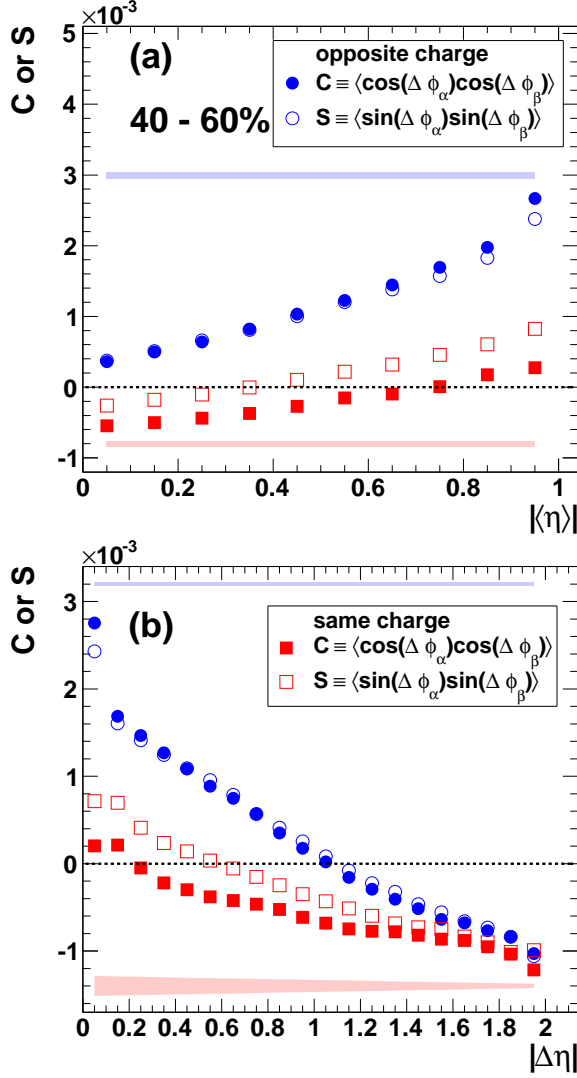 ×10⁻³
C or S
(a)
40 - 60%
opposite charge
C ≡ ⟨cos(Δ ϕ_α)cos(Δ ϕ_β)⟩
S ≡ ⟨sin(Δ ϕ_α)sin(Δ ϕ_β)⟩
5
4
3
2
1
0
-1
0 0.2 0.4 0.6 0.8 1
|⟨η⟩|
×10⁻³
C or S
(b)
same charge
C ≡ ⟨cos(Δ ϕ_α)cos(Δ ϕ_β)⟩
S ≡ ⟨sin(Δ ϕ_α)sin(Δ ϕ_β)⟩
3
2
1
0
-1
0 0.2 0.4 0.6 0.8 1 1.2 1.4 1.6 1.8 2
|Δη|